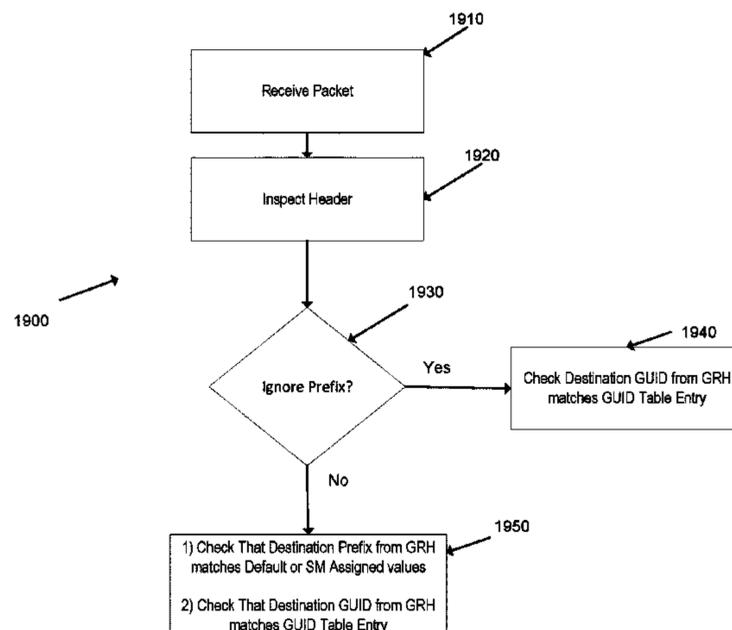 1910
Receive Packet
1920
Inspect Header
1900
1930
Ignore Prefix?
Yes
1940
Check Destination GUID from GRH
matches GUID Table Entry
No
1950
1) Check That Destination Prefix from GRH
matches Default or SM Assigned values
2) Check That Destination GUID from GRH
matches GUID Table Entry